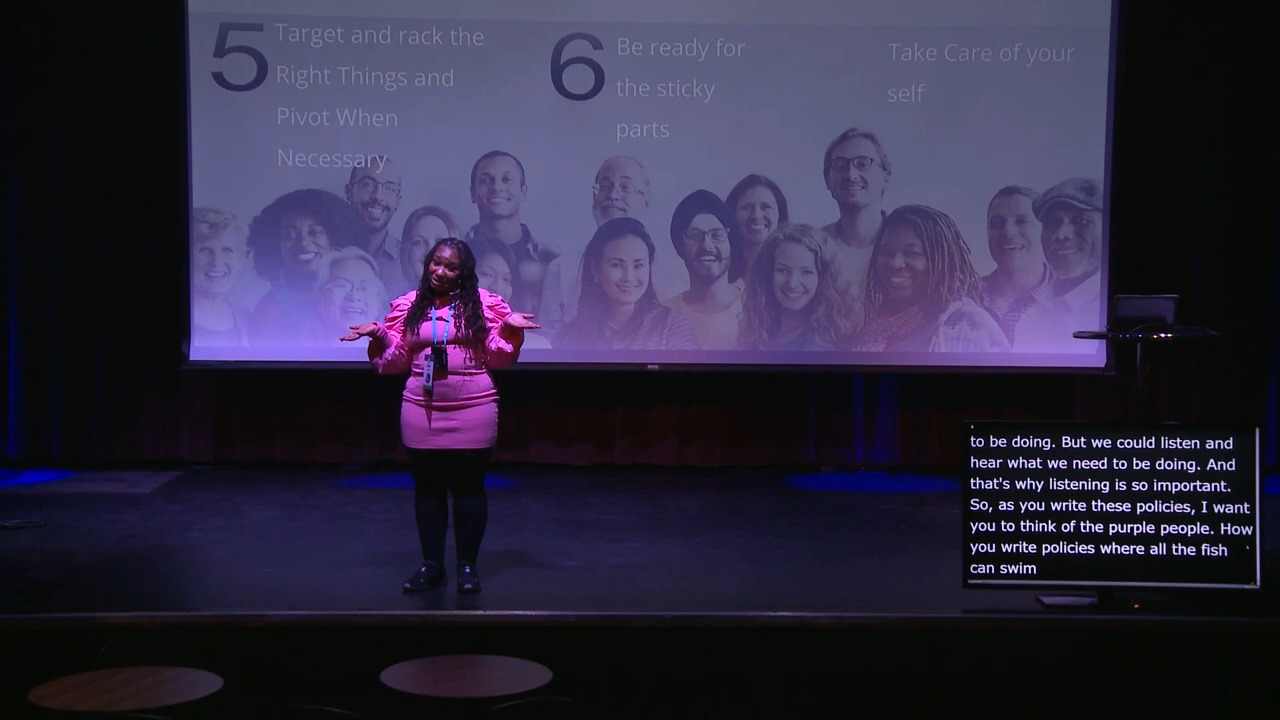 5
Target and rack the
Right Things and
Pivot When
Necessary
6
Be ready for
the sticky
parts
Take Care of your
self
to be doing. But we could listen and
hear what we need to be doing. And
that's why listening is so important.
So, as you write these policies, I want
you to think of the purple people. How
you write policies where all the fish
can swim